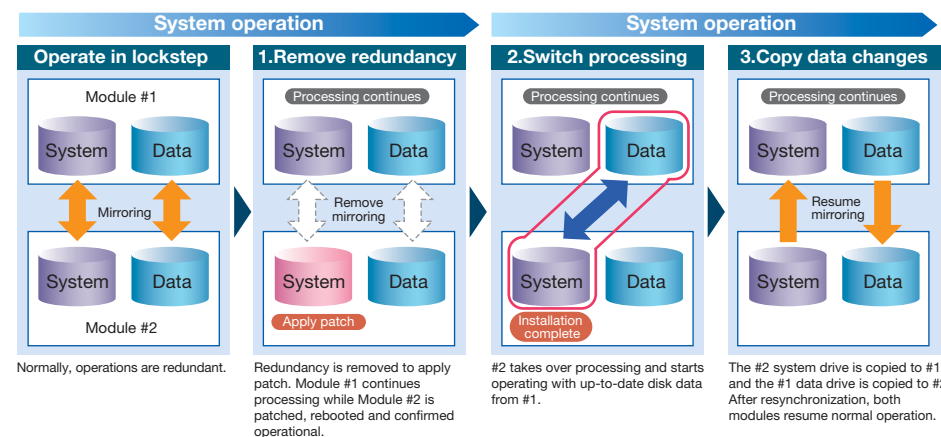 System operation
System operation
Operate in lockstep
Module #1
System
Data
Mirroring
System
Data
Module #2
Normally, operations are redundant.
1.Remove redundancy
Processing continues
System
Data
Remove
mirroring
System
Data
Apply patch
Redundancy is removed to apply
patch. Module #1 continues
processing while Module #2 is
patched, rebooted and confirmed
operational.
2.Switch processing
Processing continues
System
Data
System
Data
Installation
complete
#2 takes over processing and starts
operating with up-to-date disk data
from #1.
3.Copy data changes
Processing continues
System
Data
Resume
mirroring
System
Data
The #2 system drive is copied to #1
and the #1 data drive is copied to
After resynchronization, both
modules resume normal operation.